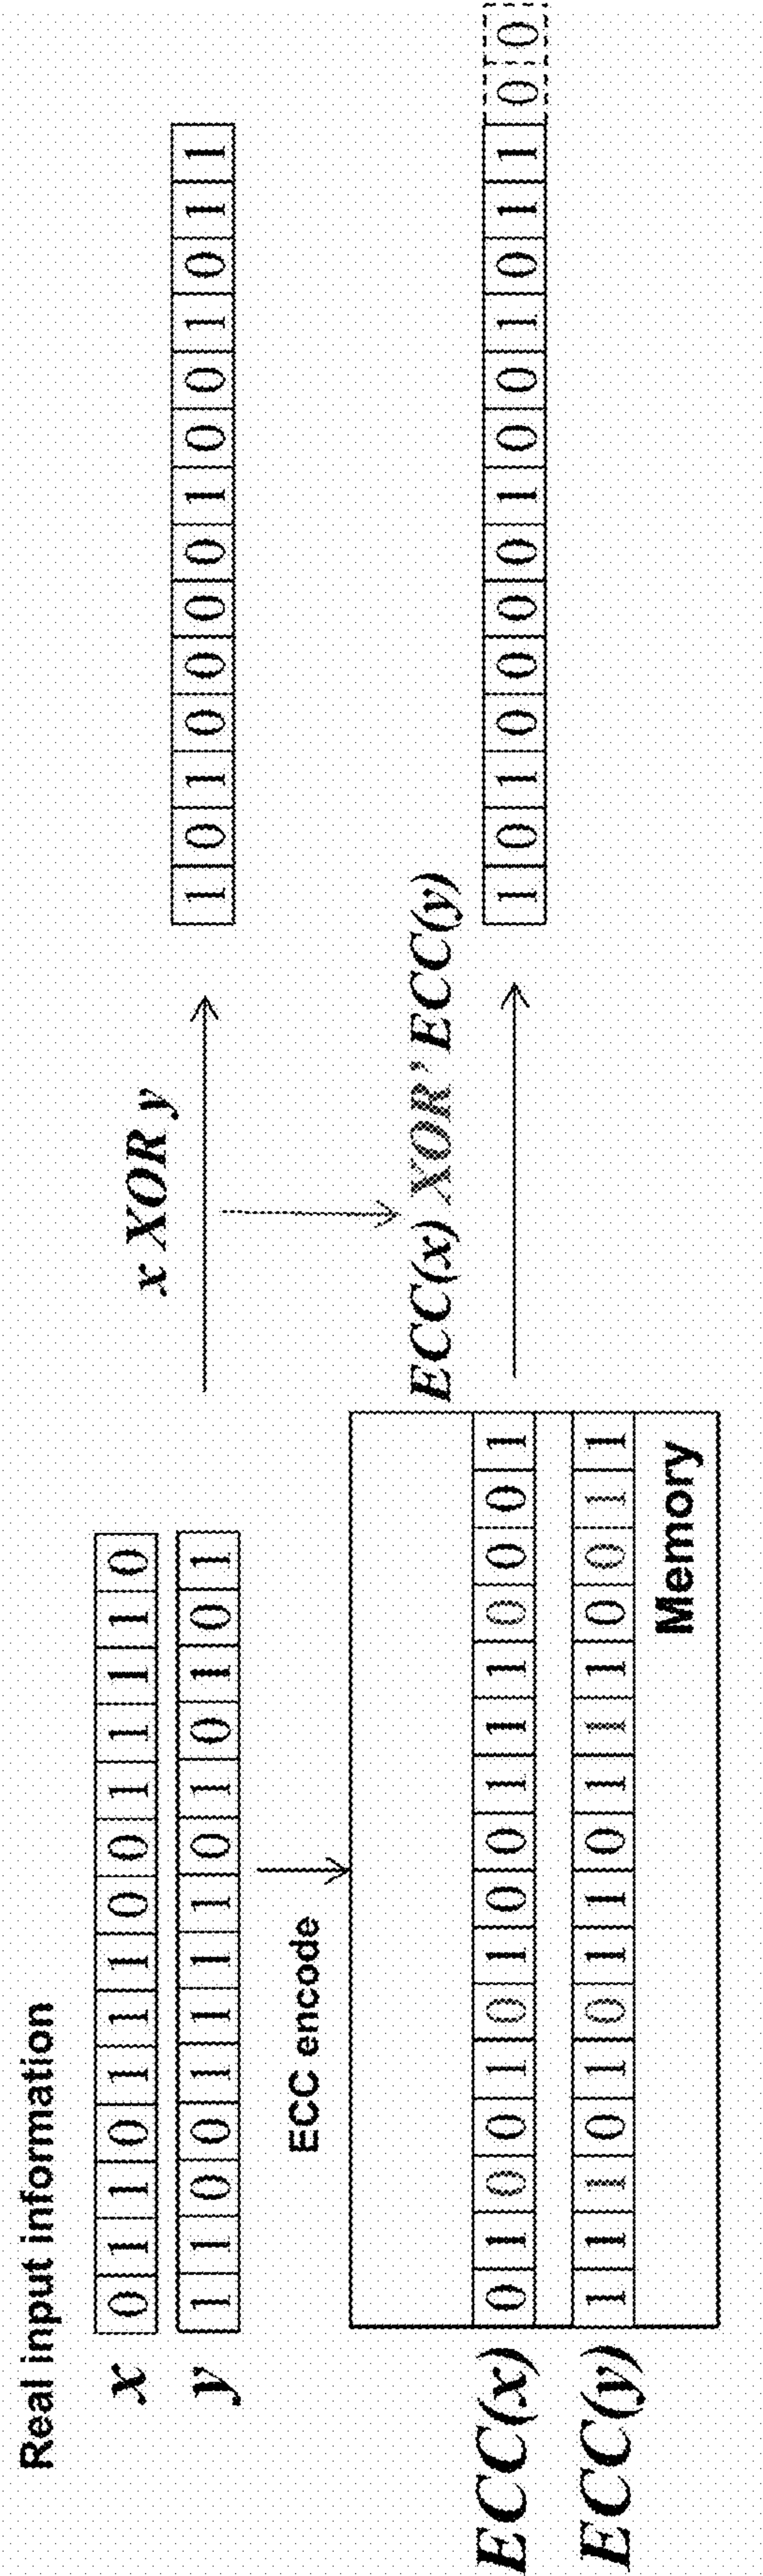 Real input information
x 0 1 1 0 1 1 1 0 0 1 1 1 1 0
y 1 1 0 0 1 1 1 1 0 1 0 1 0 1
x XOR y
1 0 1 0 0 0 0 1 0 0 1 0 1 1
ECC encode
ECC(x) XOR' ECC(y)
ECC(x) 0 1 0 0 1 0 1 0 0 1 1 1 0 0 0 1
ECC(y) 1 1 1 0 1 0 1 1 0 1 1 1 0 0 1 1
Memory
1 0 1 0 0 0 0 1 0 0 1 0 1 1 0 0